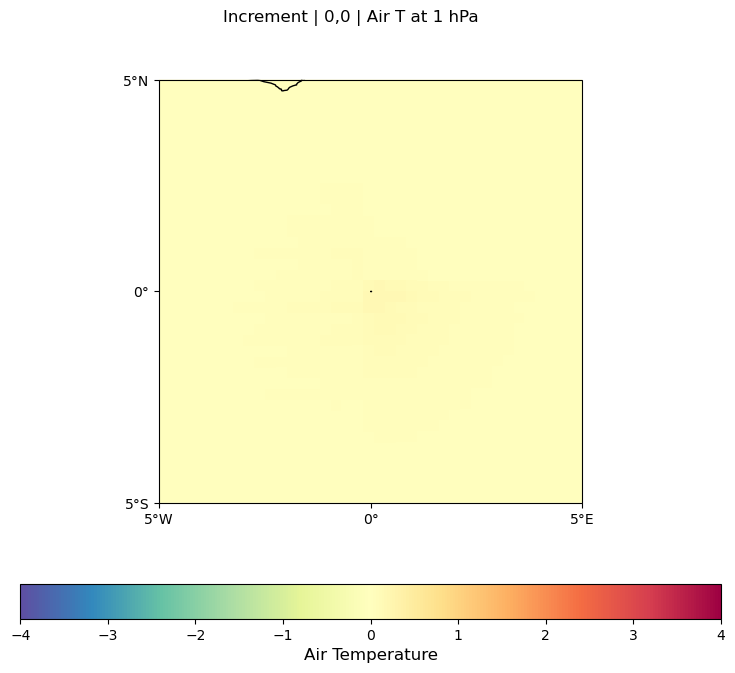 Increment | 0,0 | Air T at 1 hPa
5°N
0°
5°S
5°W 0° 5°E
−4 −3 −2 −1 0 1 2 3 4
Air Temperature